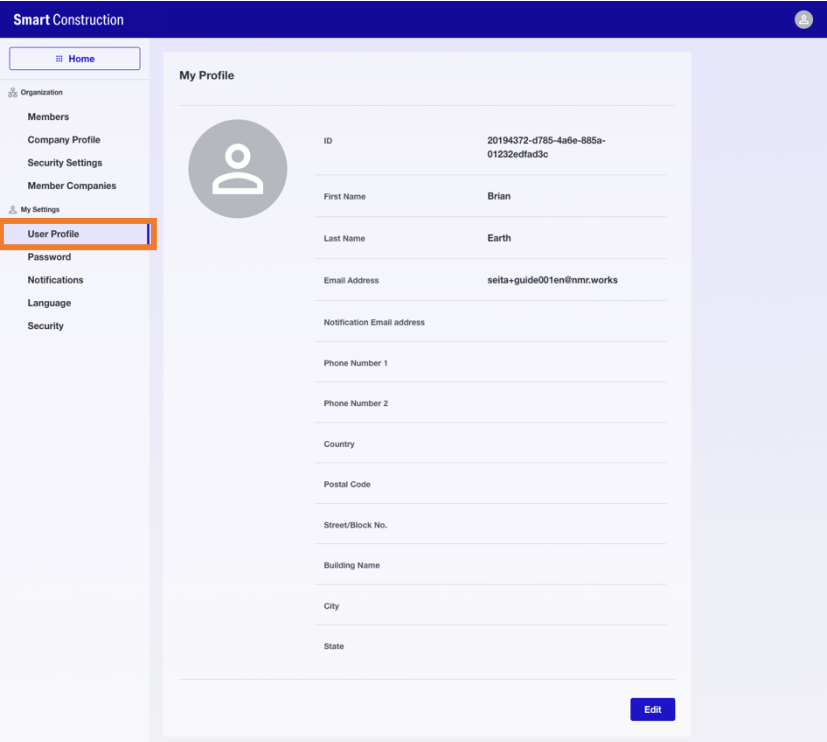 Smart Construction
Home
Organization
Members
Company Profile
Security Settings
Member Companies
My Settings
User Profile
Password
Notifications
Language
Security
My Profile
ID 20194372-d785-4a6e-885a-
01232edfad3c
First Name Brian
Last Name Earth
Email Address seita+guide001en@nmr.works
Notification Email address
Phone Number 1
Phone Number 2
Country
Postal Code
Street/Block No.
Building Name
City
State
Edit